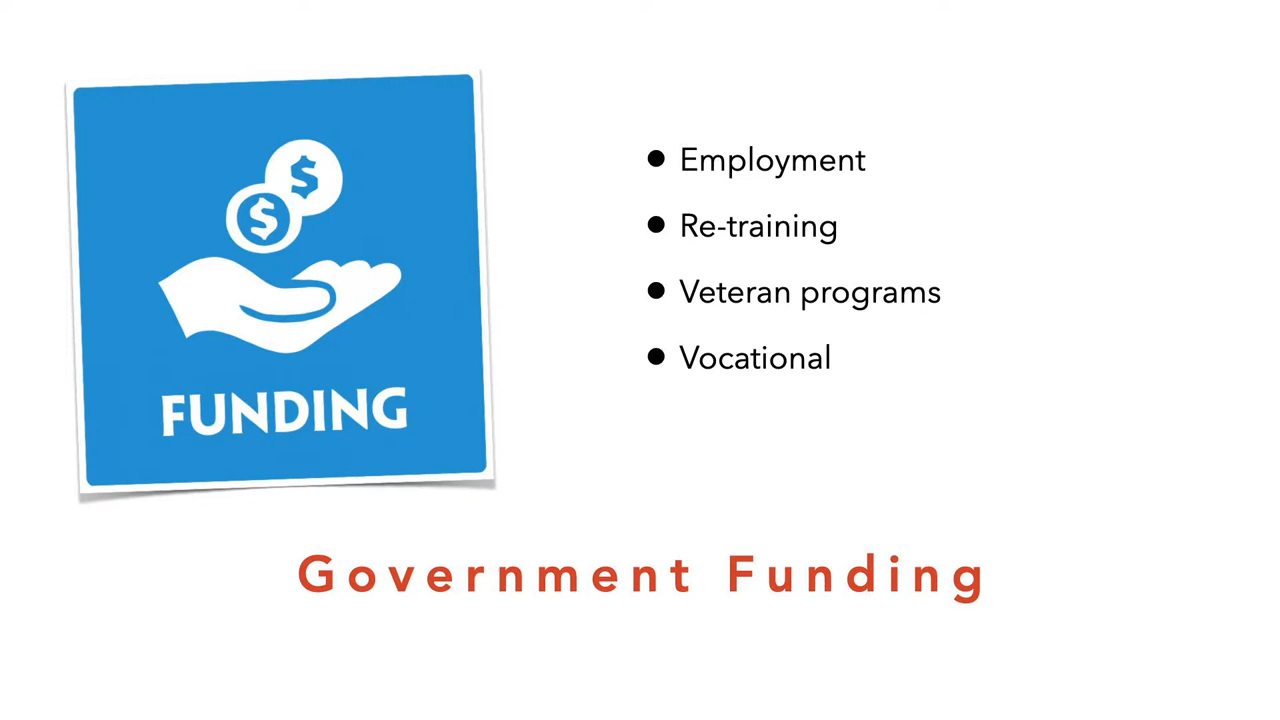 FUNDING
● Employment
● Re-training
● Veteran programs
● Vocational
Government Funding